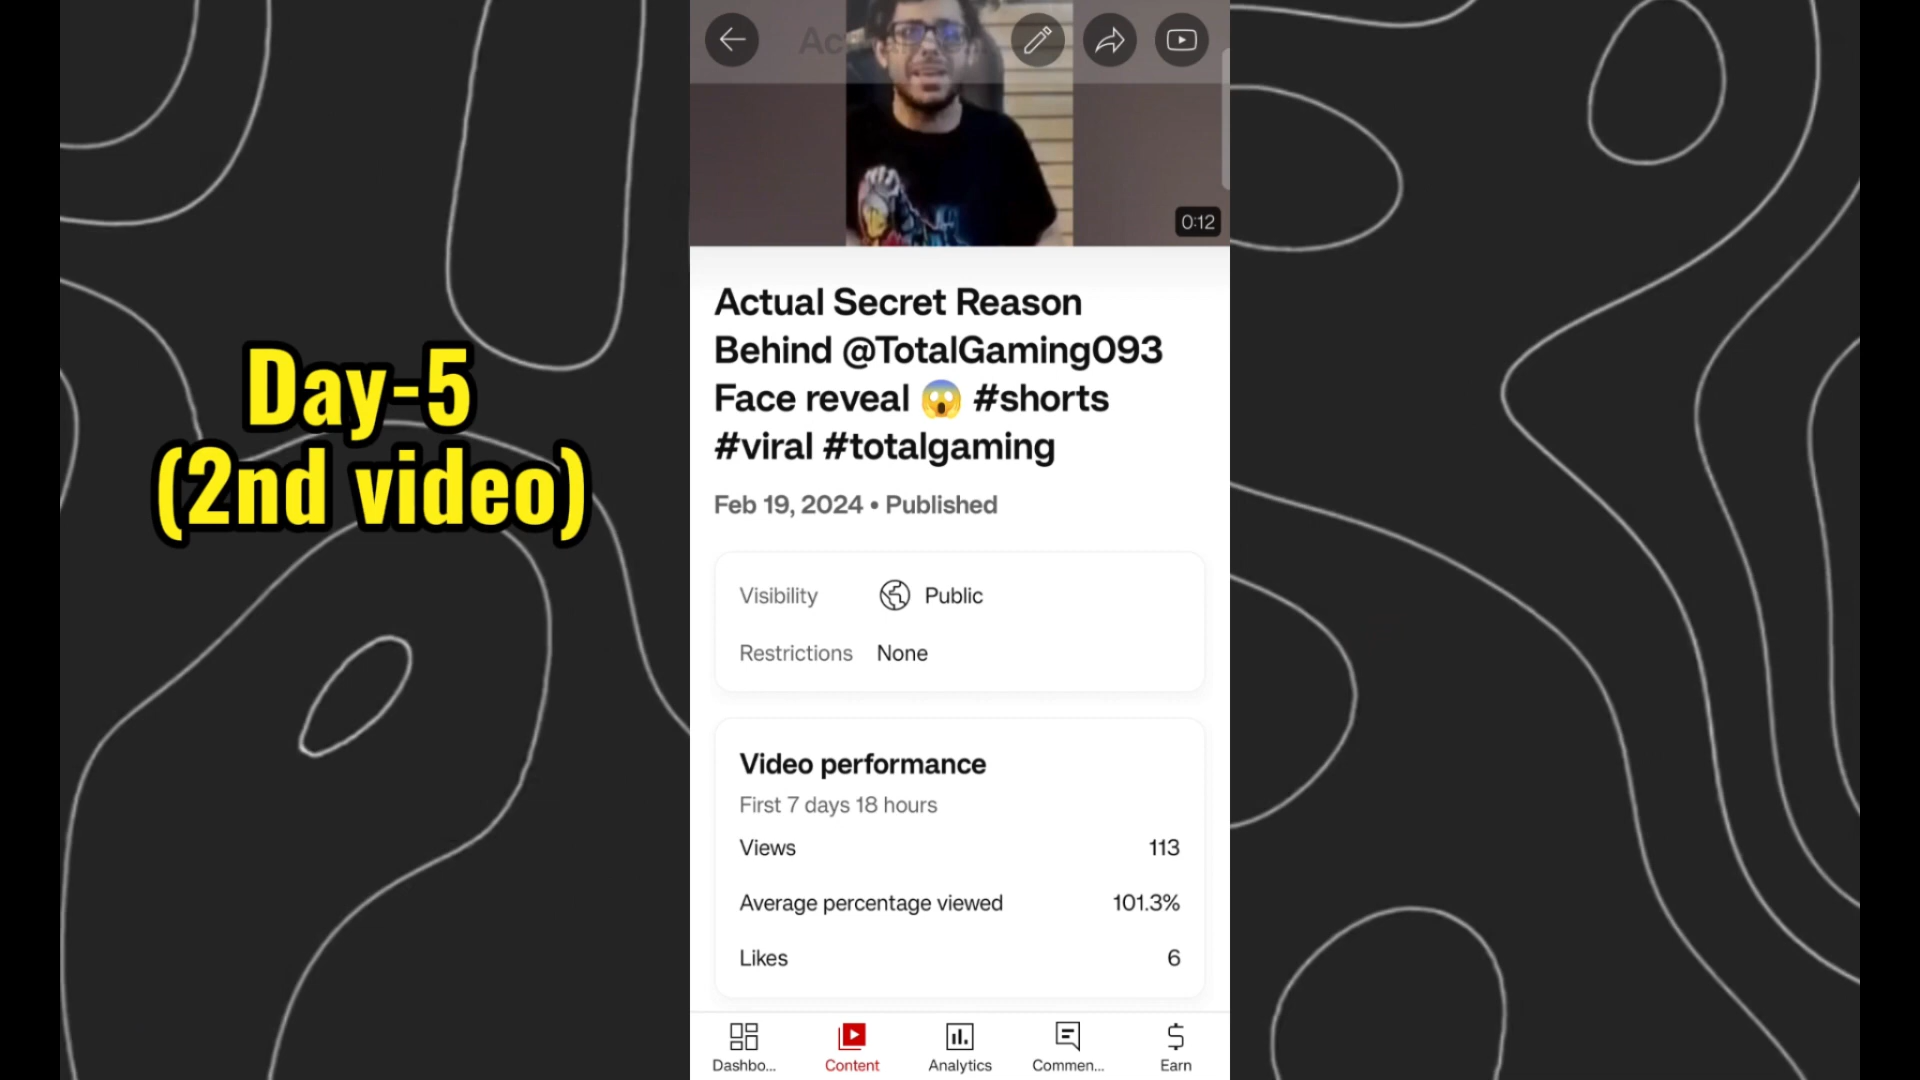 0:12
Day-5
(2nd video)
Actual Secret Reason
Behind @TotalGaming093
Face reveal 😱 #shorts
#viral #totalgaming
Feb 19, 2024 • Published
Visibility Public
Restrictions None
Video performance
First 7 days 18 hours
Views 113
Average percentage viewed 101.3%
Likes 6
Dashbo... Content Analytics Commen... Earn